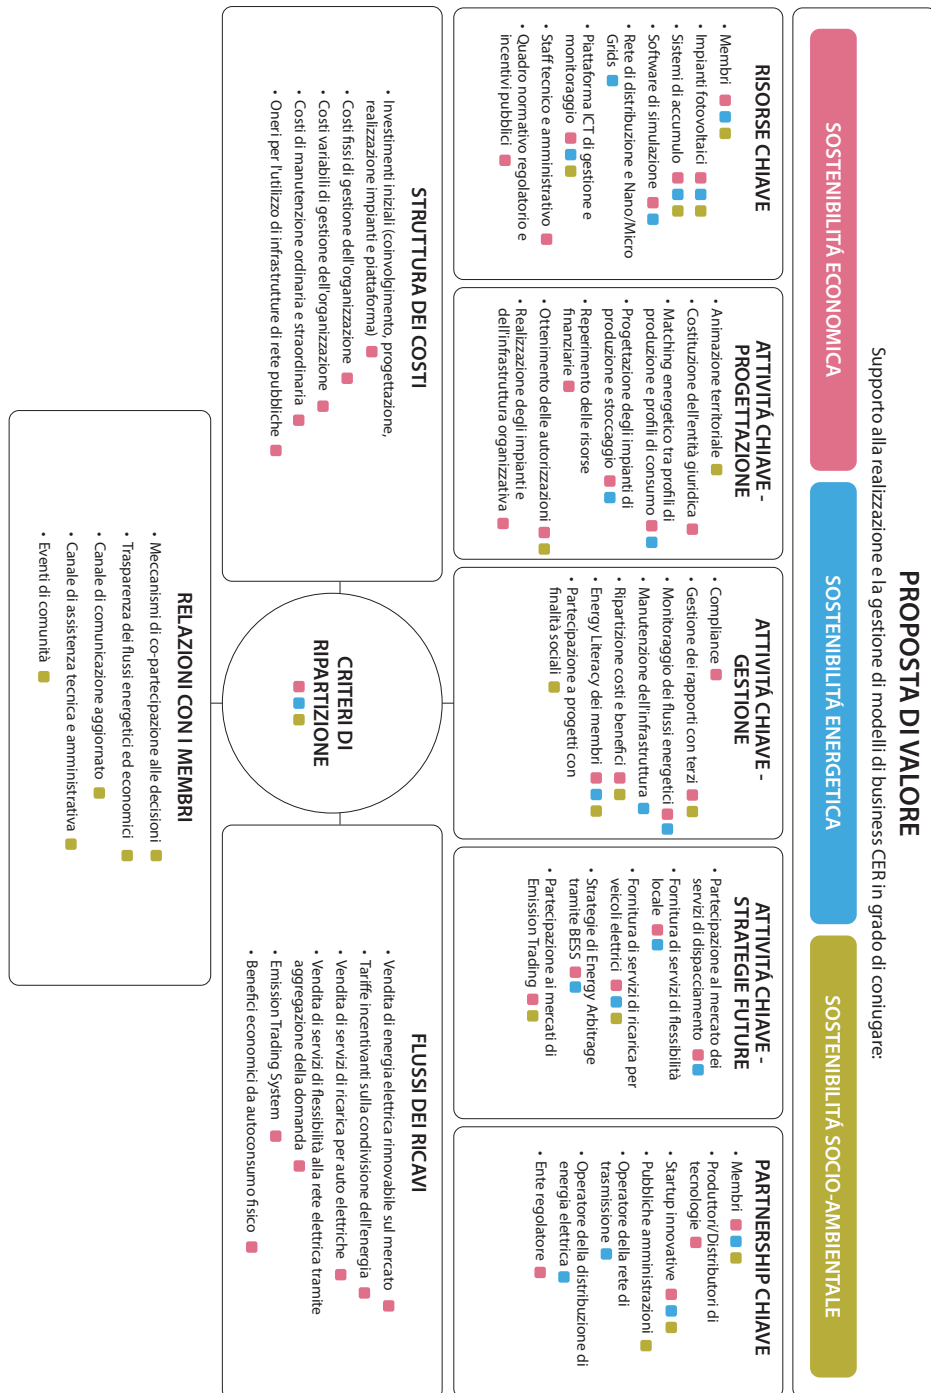 PROPOSTA DI VALORE
Supporto alla realizzazione e la gestione di modelli di business CER in grado di coniugare:
SOSTENIBILITÁ ECONOMICA
SOSTENIBILITÁ ENERGETICA
SOSTENIBILITÁ SOCIO-AMBIENTALE
RISORSE CHIAVE
• Membri
• Impianti fotovoltaici
• Sistemi di accumulo
• Software di simulazione
• Rete di distribuzione e Nano/Micro
Grids
• Piattaforma ICT di gestione e
monitoraggio
• Staff tecnico e amministrativo
• Quadro normativo regolatorio e
incentivi pubblici
ATTIVITÁ CHIAVE -
PROGETTAZIONE
• Animazione territoriale
• Costituzione dell'entità giuridica
• Matching energetico tra profili di
produzione e profili di consumo
• Progettazione degli impianti di
produzione e stoccaggio
• Reperimento delle risorse
finanziarie
• Ottenimento delle autorizzazioni
• Realizzazione degli impianti e
dell'infrastruttura organizzativa
ATTIVITÁ CHIAVE -
GESTIONE
• Compliance
• Gestione dei rapporti con terzi
• Monitoraggio dei flussi energetici
• Manutenzione dell'infrastruttura
• Ripartizione costi e benefici
• Energy Literacy dei membri
• Partecipazione a progetti con
finalità sociali
ATTIVITÁ CHIAVE -
STRATEGIE FUTURE
• Partecipazione al mercato dei
servizi di dispacciamento
• Fornitura di servizi di flessibilità
locale
• Fornitura di servizi di ricarica per
veicoli elettrici
• Strategie di Energy Arbitrage
tramite BESS
• Partecipazione ai mercati di
Emission Trading
PARTNERSHIP CHIAVE
• Membri
• Produttori/Distributori di
tecnologie
• Startup innovative
• Pubbliche amministrazioni
• Operatore della rete di
trasmissione
• Operatore della distribuzione di
energia elettrica
• Ente regolatore
STRUTTURA DEI COSTI
• Investimenti iniziali (coinvolgimento, progettazione,
realizzazione impianti e piattaforma)
• Costi fissi di gestione dell'organizzazione
• Costi variabili di gestione dell'organizzazione
• Costi di manutenzione ordinaria e straordinaria
• Oneri per l'utilizzo di infrastrutture di rete pubbliche
CRITERI DI
RIPARTIZIONE
FLUSSI DEI RICAVI
• Vendita di energia elettrica rinnovabile sul mercato
• Tariffe incentivanti sulla condivisione dell'energia
• Vendita di servizi di ricarica per auto elettriche
• Vendita di servizi di flessibilità alla rete elettrica tramite
aggregazione della domanda
• Emission Trading System
• Benefici economici da autoconsumo fisico
RELAZIONI CON I MEMBRI
• Meccanismi di co-partecipazione alle decisioni
• Trasparenza dei flussi energetici ed economici
• Canale di comunicazione aggiornato
• Canale di assistenza tecnica e amministrativa
• Eventi di comunità